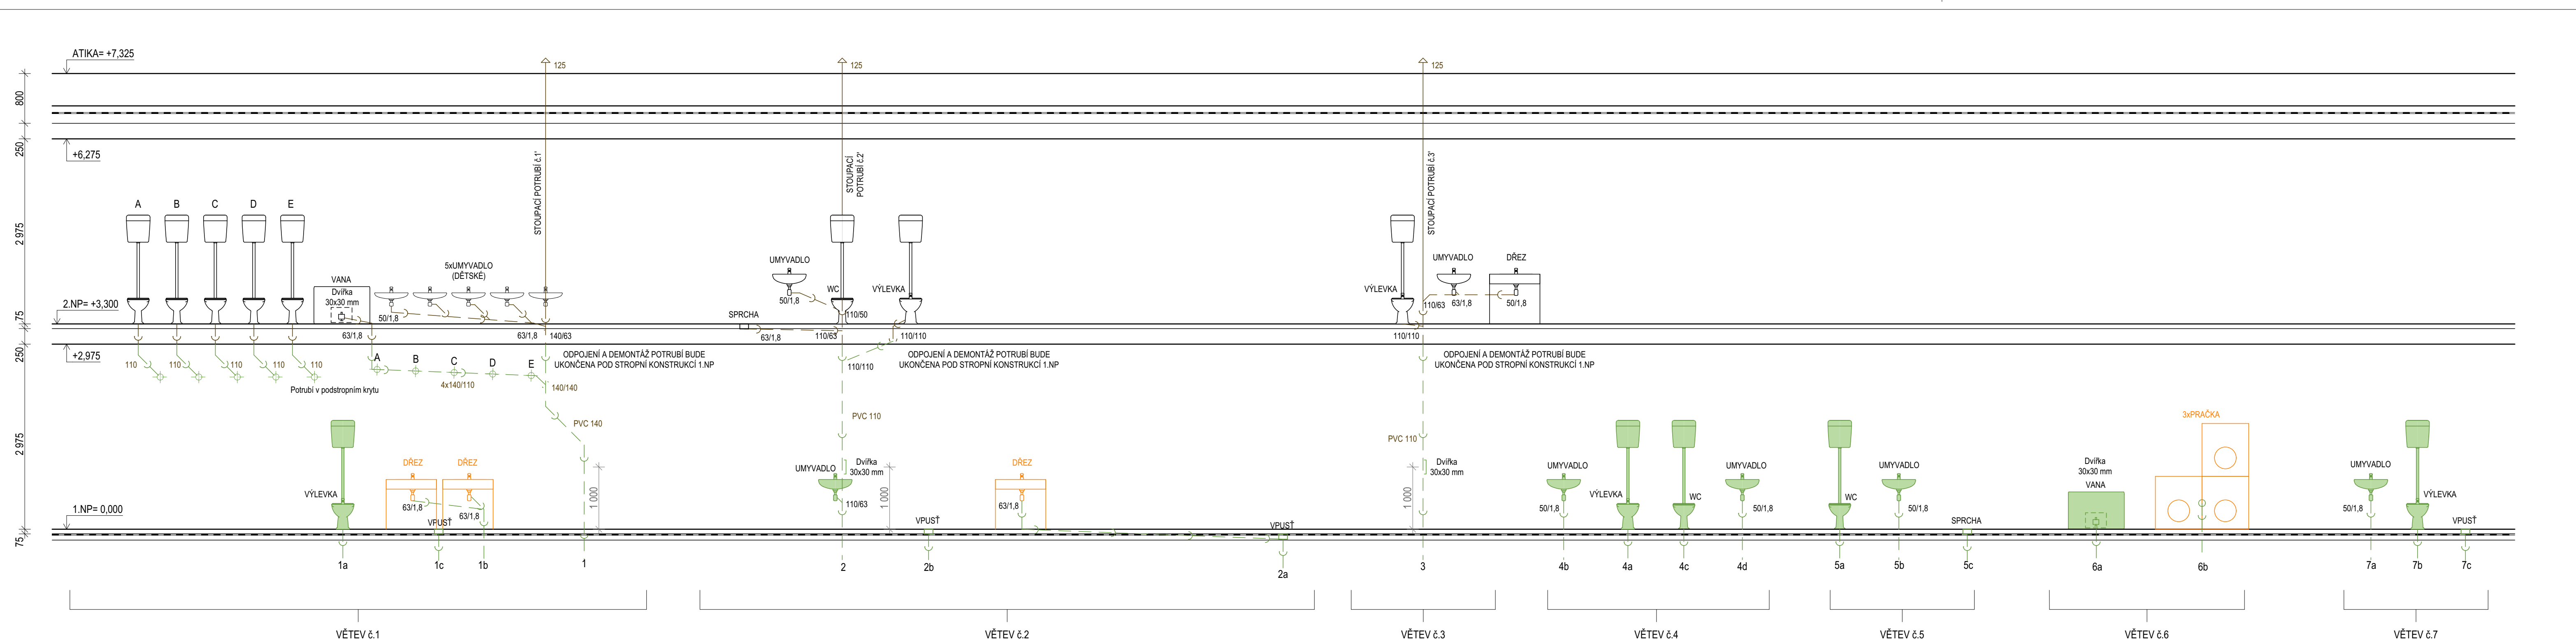 ATIKA= +7,325
125
125
125
800
250
+6,275
STOUPACÍ POTRUBÍ č.1'
STOUPACÍ
POTRUBÍ č.2'
STOUPACÍ POTRUBÍ č.3'
2 975
A
B
C
D
E
VANA
Dvířka
30x30 mm
5xUMYVADLO
(DĚTSKÉ)
UMYVADLO
WC
VÝLEVKA
VÝLEVKA
UMYVADLO
DŘEZ
2.NP= +3,300
75
50/1,8
50/1,8
SPRCHA
110/50
110/63
63/1,8
50/1,8
63/1,8
63/1,8
140/63
63/1,8
110/63
110/110
110/110
250
+2,975
ODPOJENÍ A DEMONTÁŽ POTRUBÍ BUDE
UKONČENA POD STROPNÍ KONSTRUKCÍ 1.NP
ODPOJENÍ A DEMONTÁŽ POTRUBÍ BUDE
UKONČENA POD STROPNÍ KONSTRUKCÍ 1.NP
ODPOJENÍ A DEMONTÁŽ POTRUBÍ BUDE
UKONČENA POD STROPNÍ KONSTRUKCÍ 1.NP
110
110
110
110
110
A
B
C
D
E
110/110
4x140/110
140/140
Potrubí v podstropním krytu
PVC 140
PVC 110
PVC 110
3xPRAČKA
2 975
DŘEZ
DŘEZ
UMYVADLO
Dvířka
30x30 mm
DŘEZ
Dvířka
30x30 mm
UMYVADLO
UMYVADLO
UMYVADLO
Dvířka
30x30 mm
VANA
UMYVADLO
VÝLEVKA
1 000
1 000
1 000
VÝLEVKA
WC
WC
VÝLEVKA
63/1,8
63/1,8
110/63
63/1,8
50/1,8
50/1,8
50/1,8
50/1,8
50/1,8
1.NP= 0,000
VPUSŤ
VPUSŤ
VPUSŤ
SPRCHA
VPUSŤ
75
1a
1c
1b
1
2
2b
2a
3
4b
4a
4c
4d
5a
5b
5c
6a
6b
7a
7b
7c
VĚTEV č.1
VĚTEV č.2
VĚTEV č.3
VĚTEV č.4
VĚTEV č.5
VĚTEV č.6
VĚTEV č.7